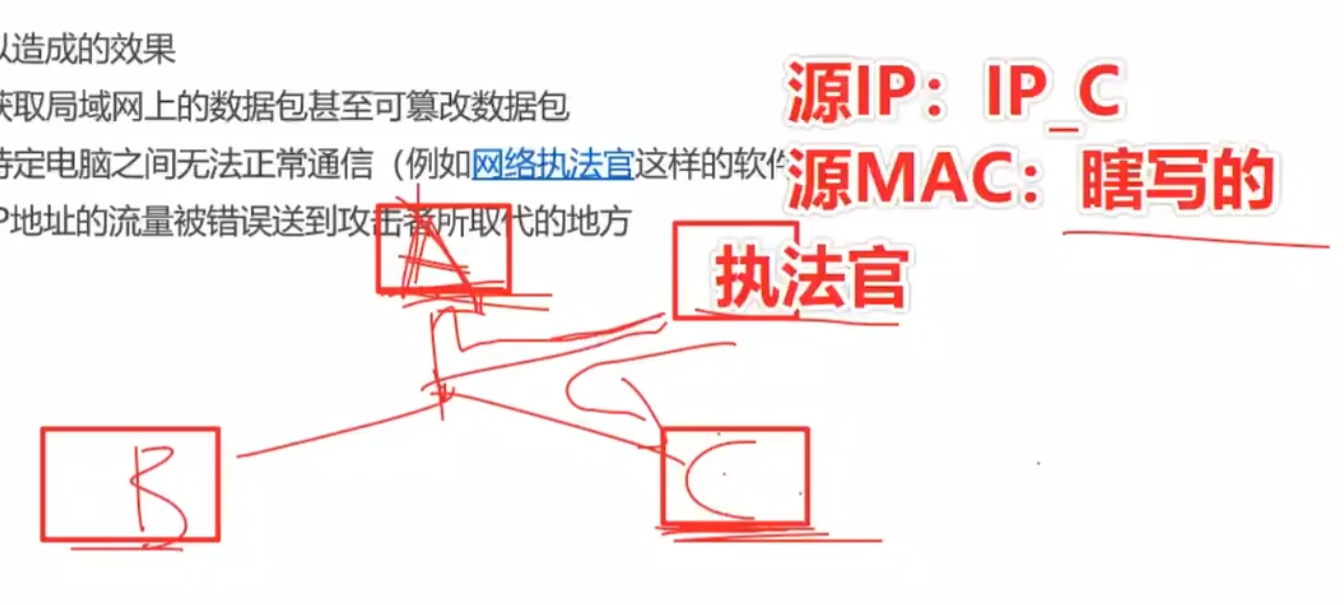 以造成的效果
获取局域网上的数据包甚至可篡改数据包
特定电脑之间无法正常通信（例如网络执法官这样的软件
P地址的流量被错误送到攻击者所取代的地方
源IP：IP_C
源MAC：瞎写的
执法官
A
B
C